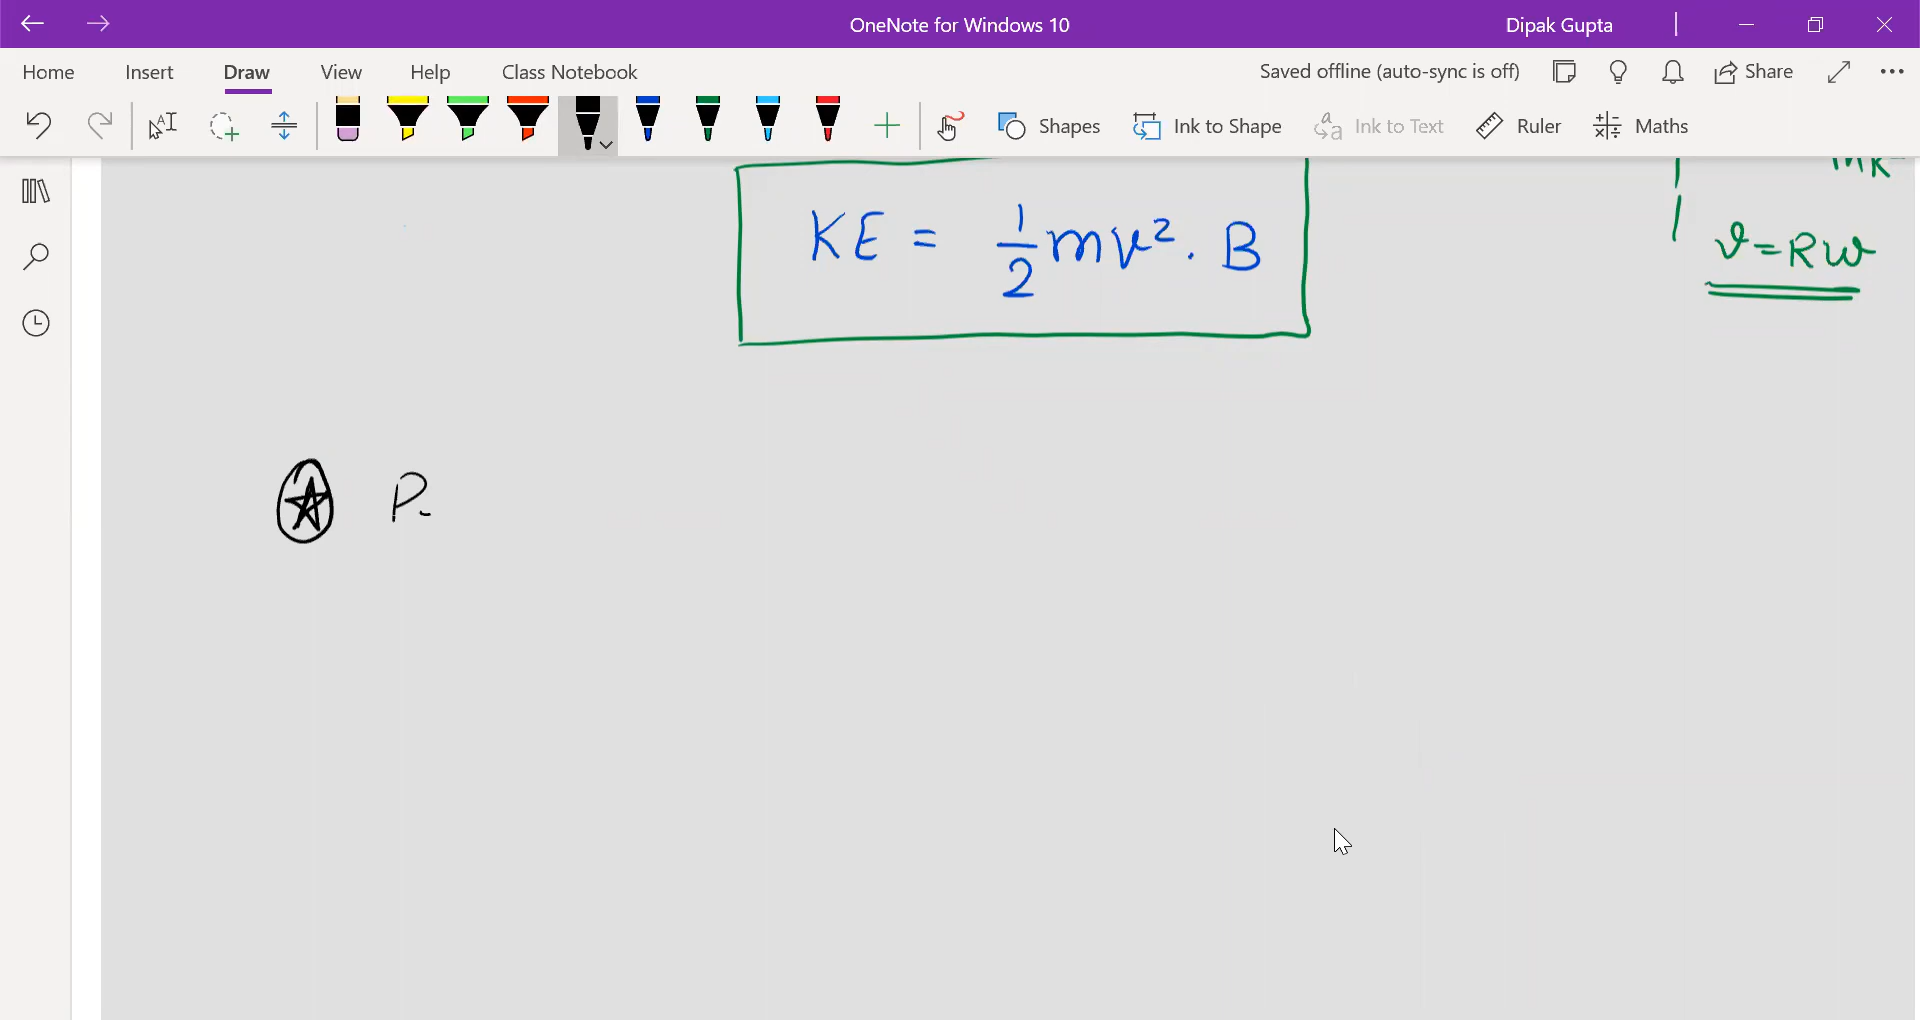 OneNote for Windows 10 Dipak Gupta
Home Insert Draw View Help Class Notebook Saved offline (auto-sync is off) Share
Shapes Ink to Shape Ink to Text Ruler Maths
KE = 1/2 mv². B
v = Rω
P